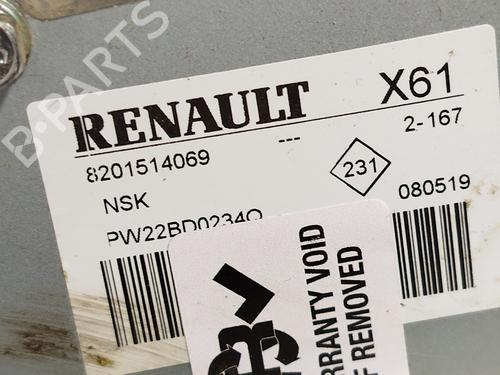 RENAULT
X61
8201514069
---
2-167
NSK
231
080519
PW22BD0234Q
WARRANTY VOID
IF REMOVED
B-PARTS